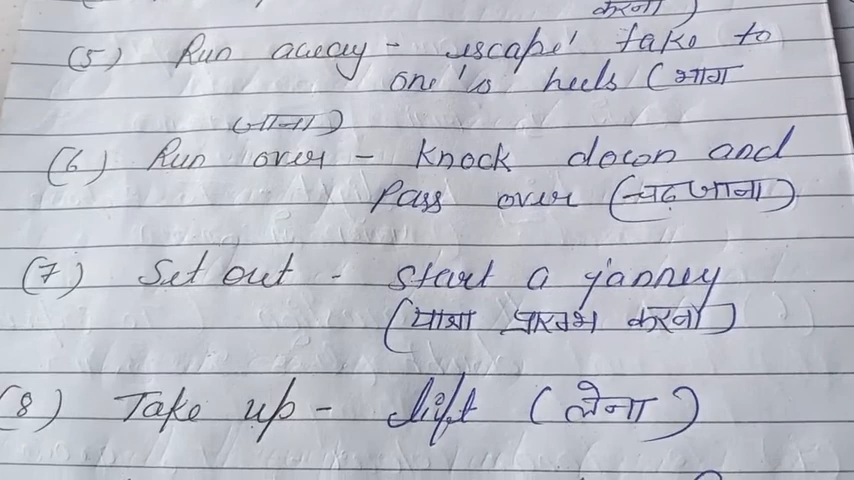 करना)
(5) Run away - escape' take to
one's heels (भाग
जाना)
(6) Run over - knock down and
Pass over (चढ़ जाना)
(7) Set out - start a janney
(यात्रा प्रारम्भ करना)
(8) Take up - lift (लेना)